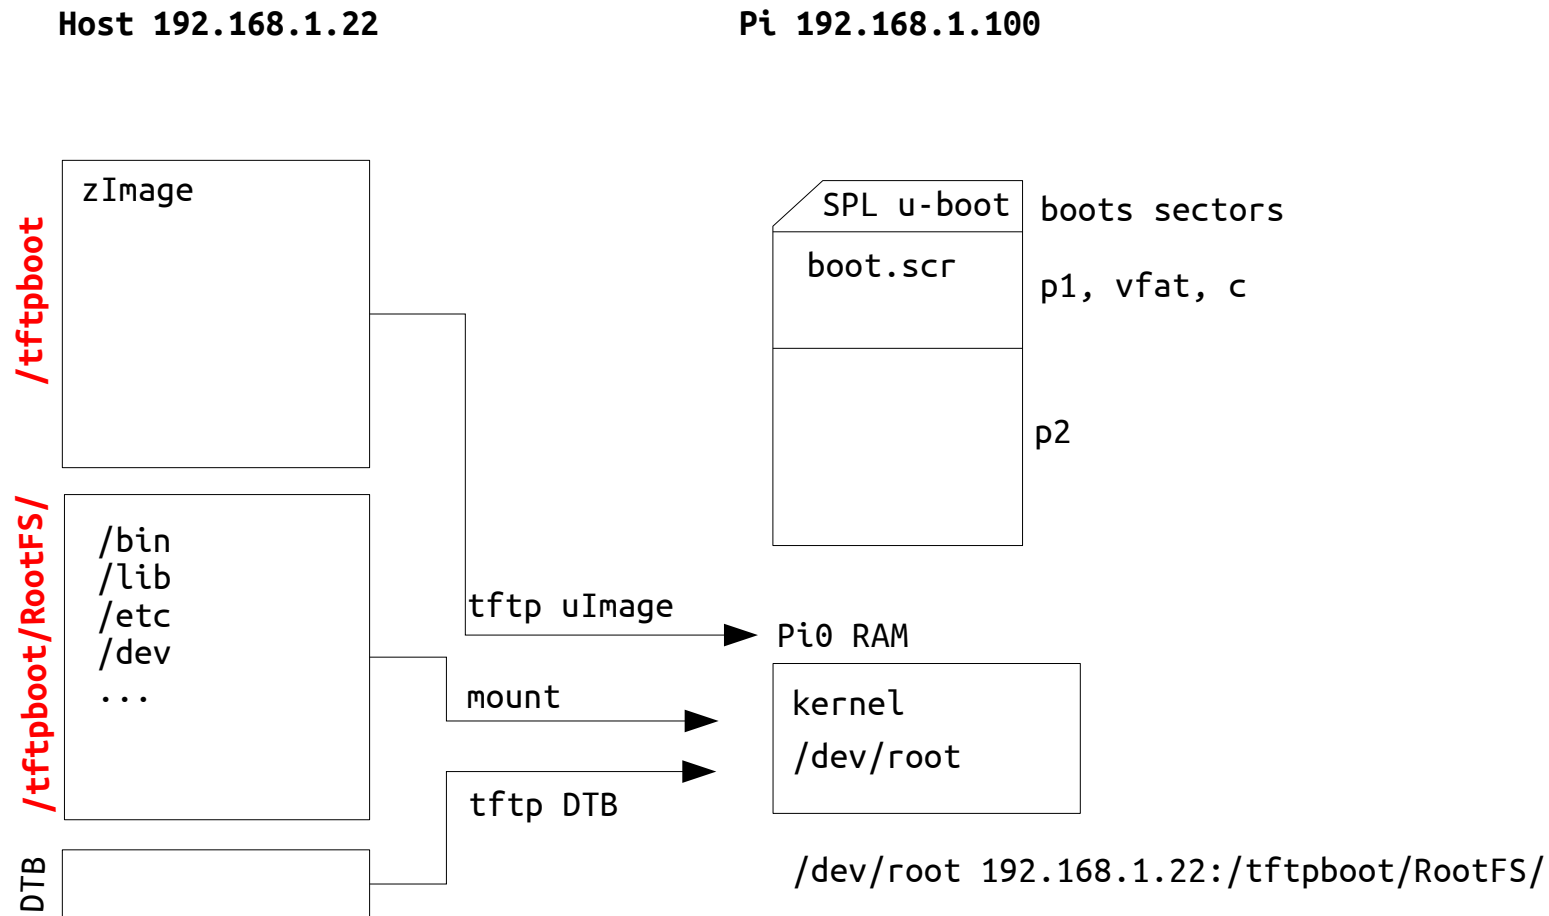 Host 192.168.1.22
Pi 192.168.1.100
/tftpboot
zImage
SPL u-boot
boots sectors
boot.scr
p1, vfat, c
p2
/tftpboot/RootFS/
/bin
/lib
/etc
/dev
...
tftp uImage
mount
tftp DTB
Pi0 RAM
kernel
/dev/root
DTB
/dev/root 192.168.1.22:/tftpboot/RootFS/